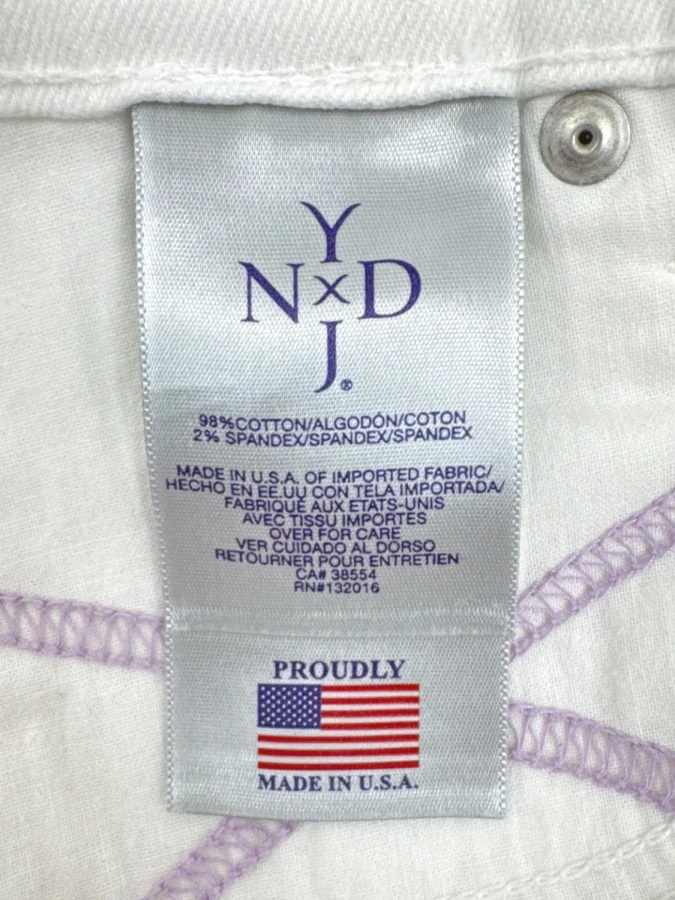 Y
N x D
J®
98%COTTON/ALGODÓN/COTON
2% SPANDEX/SPANDEX/SPANDEX
MADE IN U.S.A. OF IMPORTED FABRIC/
HECHO EN EE.UU CON TELA IMPORTADA/
FABRIQUÉ AUX ETATS-UNIS
AVEC TISSU IMPORTES
OVER FOR CARE
VER CUIDADO AL DORSO
RETOURNER POUR ENTRETIEN
CA# 38554
RN#132016
PROUDLY
MADE IN U.S.A.